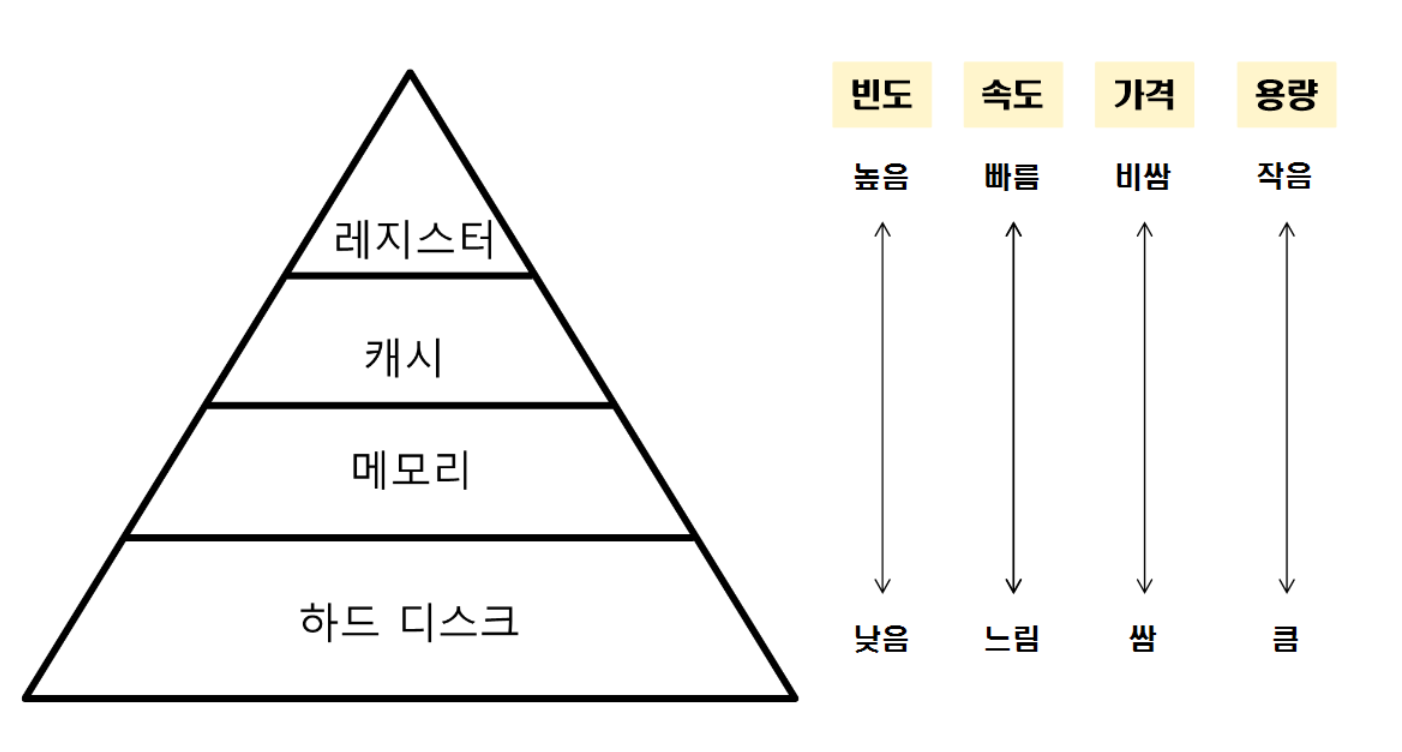 빈도 속도 가격 용량
높음 빠름 비쌈 작음
레지스터
캐시
메모리
하드 디스크
낮음 느림 쌈 큼